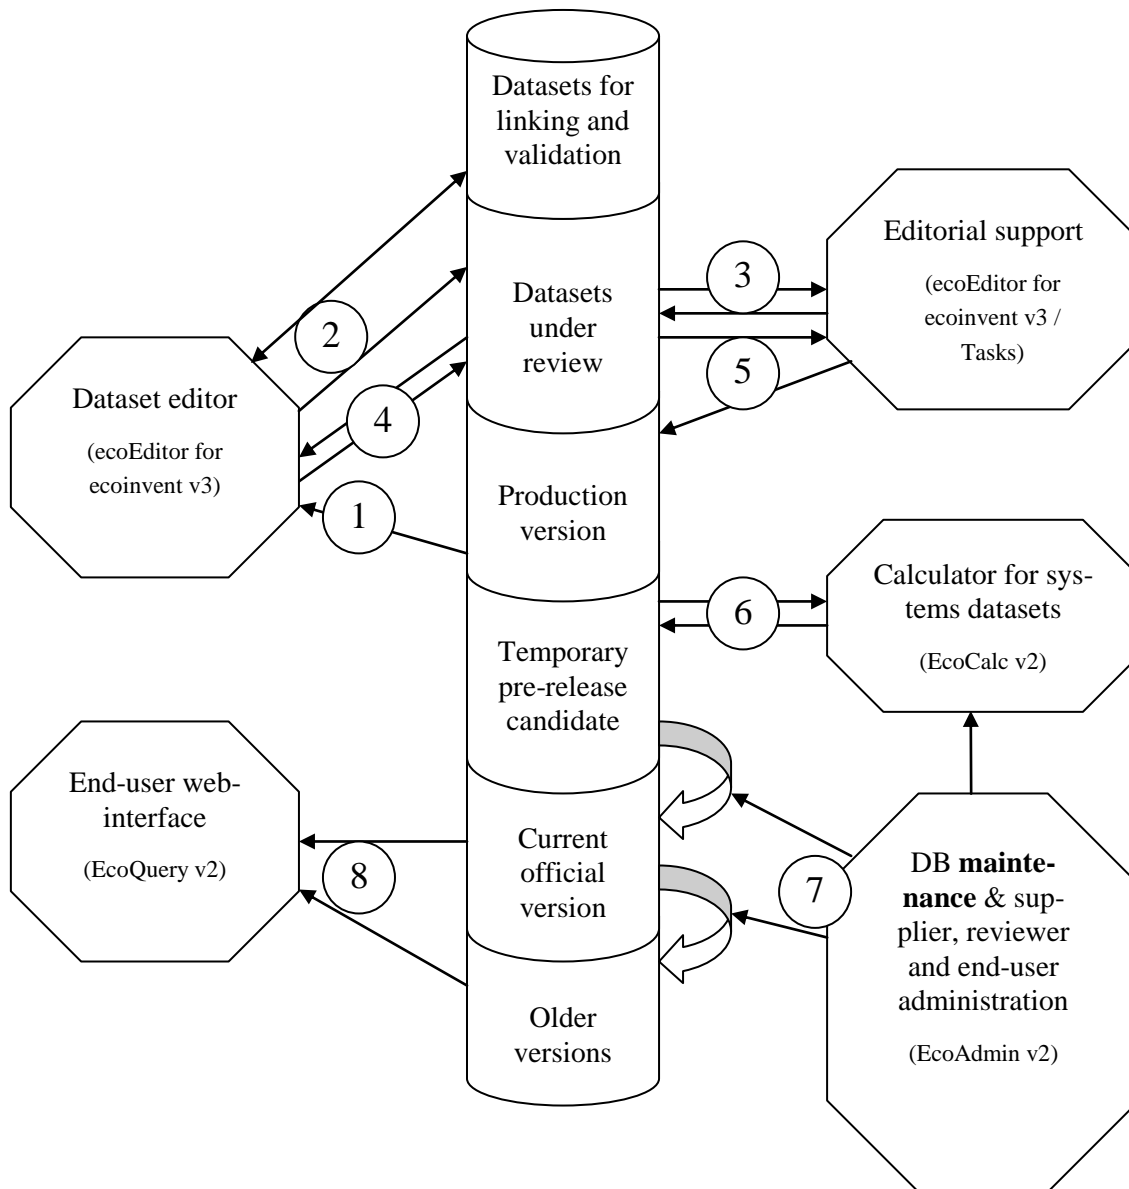 Datasets for
linking and
validation
Editorial support
(ecoEditor for
ecoinvent v3 /
Tasks)
3
Datasets
under
review
2
5
Dataset editor
(ecoEditor for
ecoinvent v3)
4
Production
version
1
Calculator for sys-
tems datasets
(EcoCalc v2)
6
Temporary
pre-release
candidate
End-user web-
interface
(EcoQuery v2)
8
Current
official
version
7
DB mainte-
nance & sup-
plier, reviewer
and end-user
administration
(EcoAdmin v2)
Older
versions